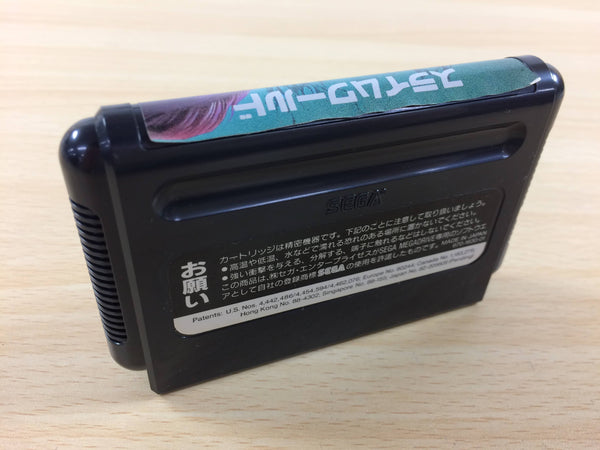 スライムワールド
SEGA
お願い
カートリッジは精密機器です。下記のことに注意して取り扱いましょう。
● 高温や低温、水などで濡れる恐れのある場所に置かないでください。
● 強い衝撃を与える、分解する、端子に触れるなどはしないでください。
● この商品は、㈱セガ・エンタープライゼスがSEGA MEGADRIVE専用のソフトウエアとして自社の登録商標SEGAの使用を許諾したものです。
MADE IN JAPAN
Patents: U.S. Nos. 4,442,486/4,454,594/4,462,076; Europe No. 80244; Canada No. 1,183,276;
Hong Kong No. 88-4302; Singapore No. 88-155; Japan No. 82-205605(Pending)